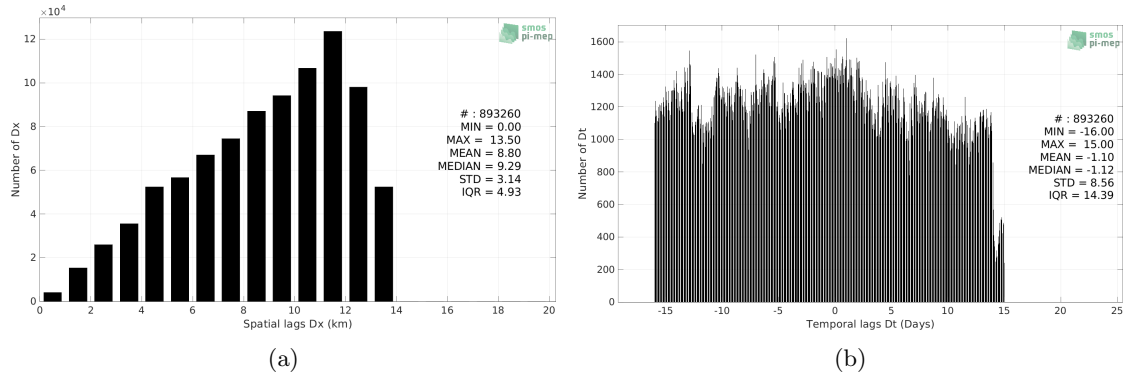 ×10⁴
12
10
8
6
4
2
0
Number of Dx
smos
pi-mep
# : 893260
MIN = 0.00
MAX = 13.50
MEAN = 8.80
MEDIAN = 9.29
STD = 3.14
IQR = 4.93
0 2 4 6 8 10 12 14 16 18 20
Spatial lags Dx (km)
(a)
1600
1400
1200
1000
800
600
400
200
0
Number of Dt
smos
pi-mep
# : 893260
MIN = -16.00
MAX = 15.00
MEAN = -1.10
MEDIAN = -1.12
STD = 8.56
IQR = 14.39
-15 -10 -5 0 5 10 15 20 25
Temporal lags Dt (Days)
(b)